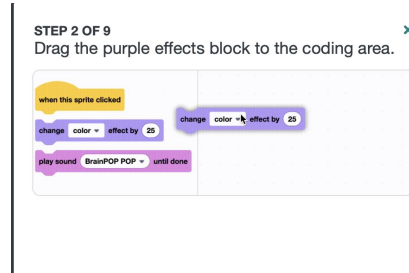 STEP 2 OF 9
Drag the purple effects block to the coding area.
when this sprite clicked
change color effect by 25
change color effect by 25
play sound BrainPOP POP until done